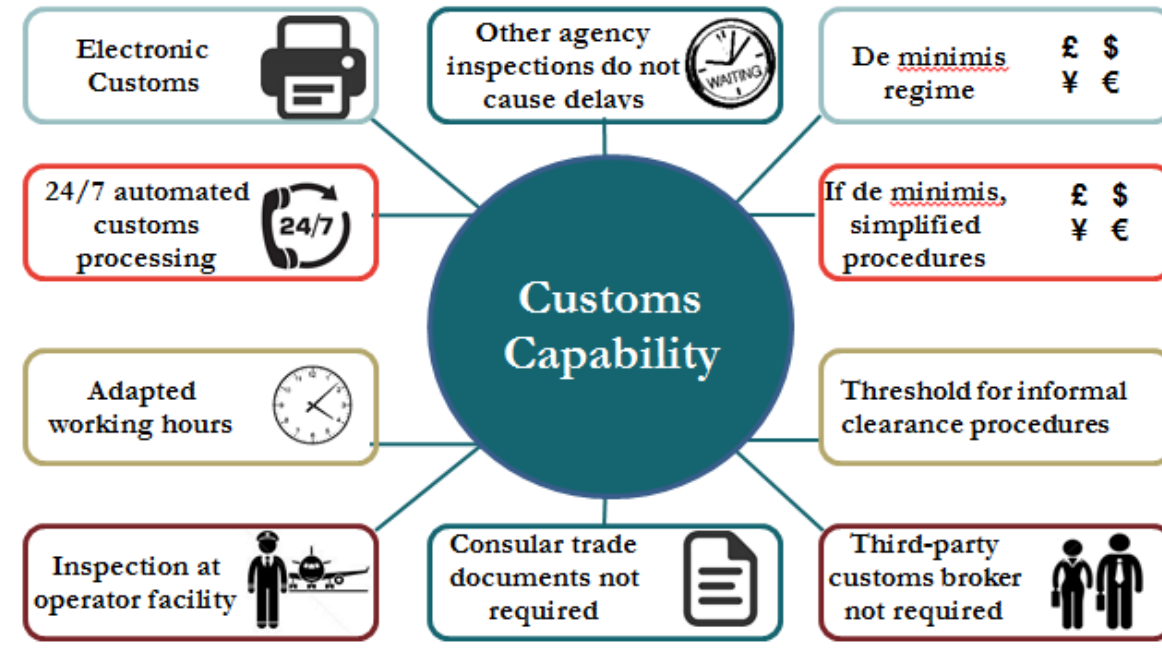 Electronic
Customs
Other agency
inspections do not
cause delays
WAITING
De minimis
regime
£ $
¥ €
24/7 automated
customs
processing
24/7
If de minimis,
simplified
procedures
£ $
¥ €
Customs
Capability
Adapted
working hours
Threshold for informal
clearance procedures
Inspection at
operator facility
Consular trade
documents not
required
Third-party
customs broker
not required